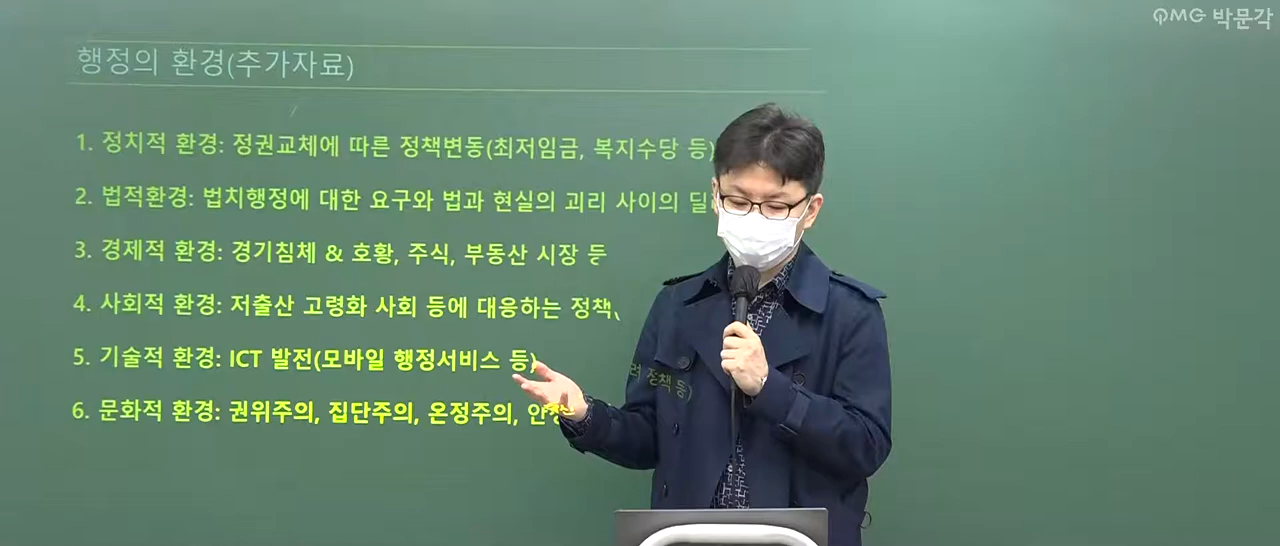 PMG 박문각
행정의 환경(추가자료)
1. 정치적 환경: 정권교체에 따른 정책변동(최저임금, 복지수당 등)
2. 법적환경: 법치행정에 대한 요구와 법과 현실의 괴리 사이의
3. 경제적 환경: 경기침체 & 호황, 주식, 부동산 시장 등
4. 사회적 환경: 저출산 고령화 사회 등에 대응하는 정책
5. 기술적 환경: ICT 발전(모바일 행정서비스 등)
정책 등)
6. 문화적 환경: 권위주의, 집단주의, 온정주의,